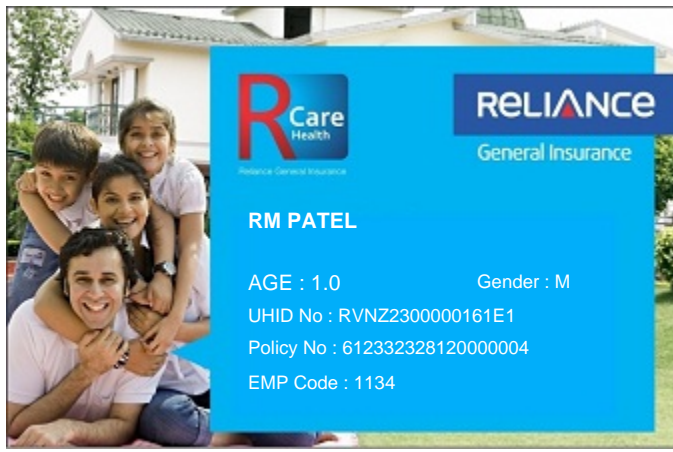 R Care
Health
Reliance General Insurance
RELIANCE
General Insurance
RM PATEL
AGE : 1.0 Gender : M
UHID No : RVNZ2300000161E1
Policy No : 612332328120000004
EMP Code : 1134